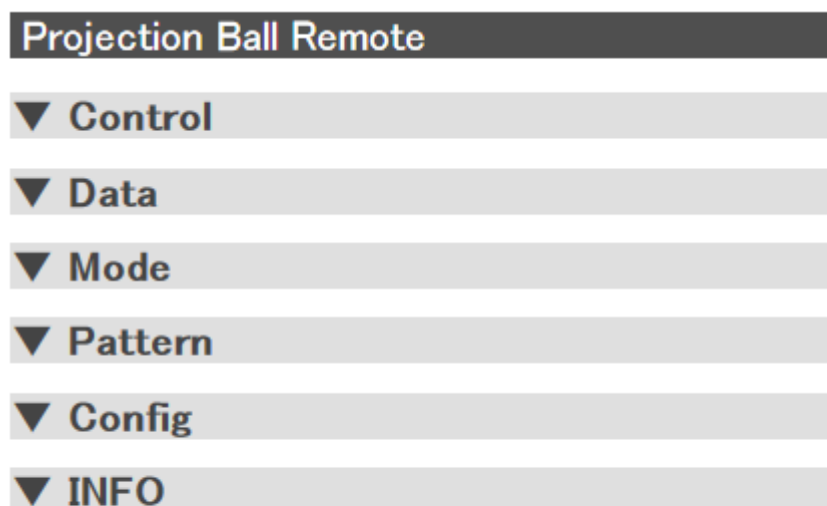 Projection Ball Remote
▼ Control
▼ Data
▼ Mode
▼ Pattern
▼ Config
▼ INFO